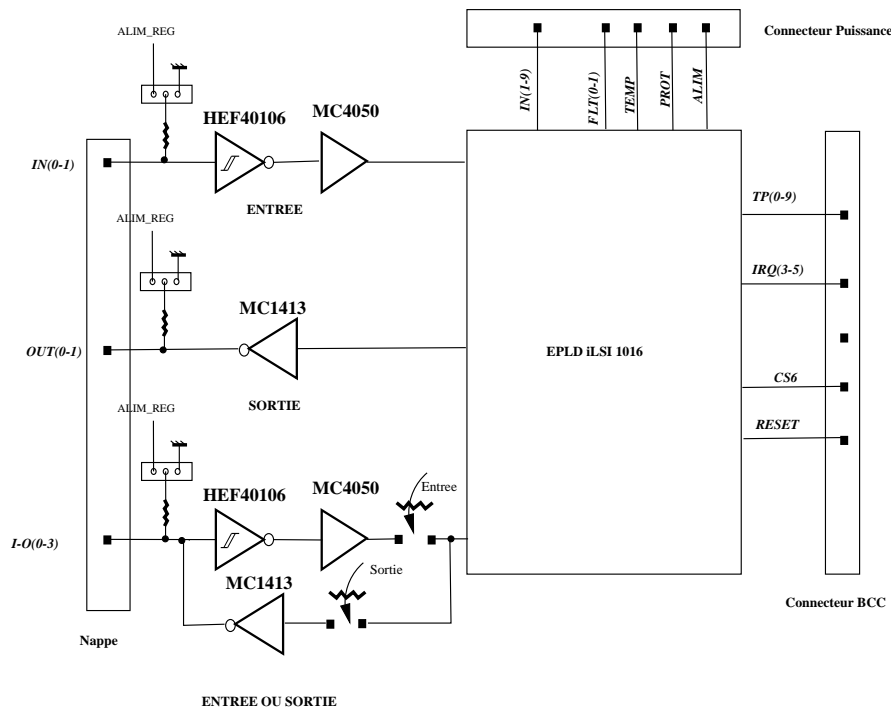 ALIM_REG
Connecteur Puissance
IN(1-9)
FLT(0-1)
TEMP
PROT
ALIM
HEF40106
MC4050
IN(0-1)
ENTREE
TP(0-9)
ALIM_REG
IRQ(3-5)
MC1413
OUT(0-1)
EPLD iLSI 1016
CS6
SORTIE
ALIM_REG
RESET
HEF40106
MC4050
Entree
I-O(0-3)
MC1413
Sortie
Connecteur BCC
Nappe
ENTREE OU SORTIE